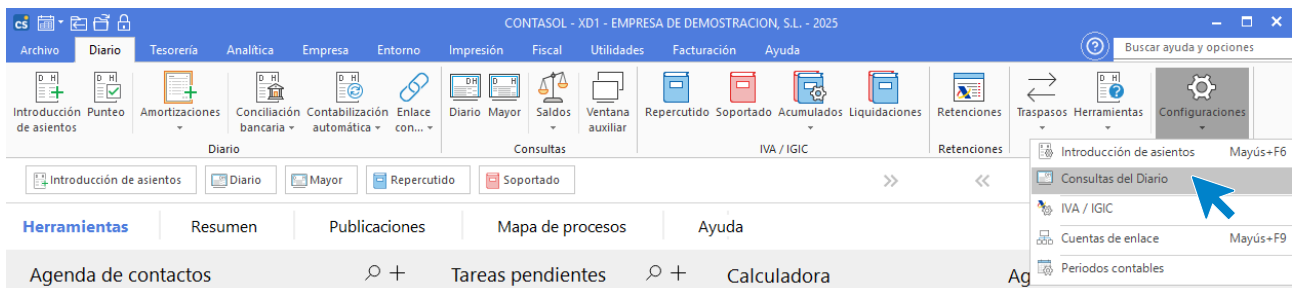 cs CONTASOL - XD1 - EMPRESA DE DEMOSTRACION, S.L. - 2025
Archivo Diario Tesorería Analítica Empresa Entorno Impresión Fiscal Utilidades Facturación Ayuda Buscar ayuda y opciones
Introducción Punteo Amortizaciones Conciliación Contabilización Enlace Diario Mayor Saldos Ventana Repercutido Soportado Acumulados Liquidaciones Retenciones Traspasos Herramientas Configuraciones
de asientos bancaria automática con... auxiliar
Diario Consultas IVA / IGIC Retenciones
Introducción de asientos Mayús+F6
Introducción de asientos Diario Mayor Repercutido Soportado
Consultas del Diario
IVA / IGIC
Herramientas Resumen Publicaciones Mapa de procesos Ayuda
Cuentas de enlace Mayús+F9
Periodos contables
Agenda de contactos Tareas pendientes Calculadora Ag